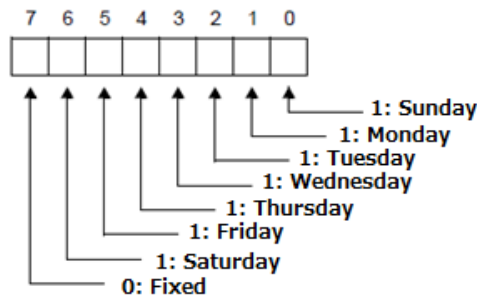 7 6 5 4 3 2 1 0
1: Sunday
1: Monday
1: Tuesday
1: Wednesday
1: Thursday
1: Friday
1: Saturday
0: Fixed